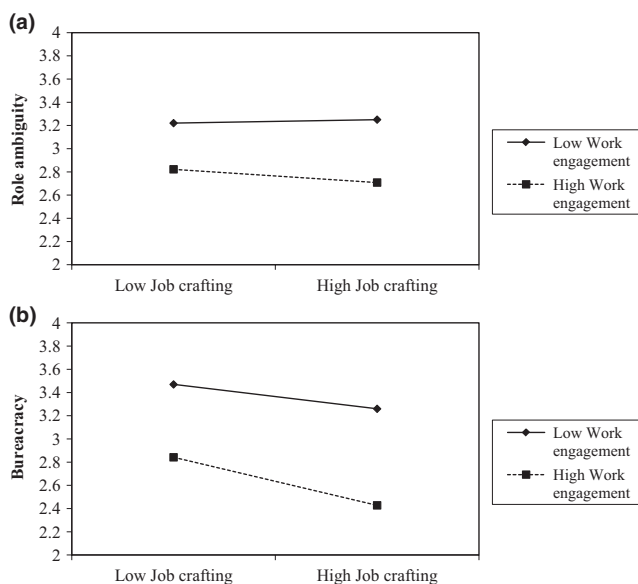 (a)
Role ambiguity
4
3.8
3.6
3.4
3.2
3
2.8
2.6
2.4
2.2
2
Low Job crafting
High Job crafting
Low Work
engagement
High Work
engagement
(b)
Bureacracy
4
3.8
3.6
3.4
3.2
3
2.8
2.6
2.4
2.2
2
Low Job crafting
High Job crafting
Low Work
engagement
High Work
engagement